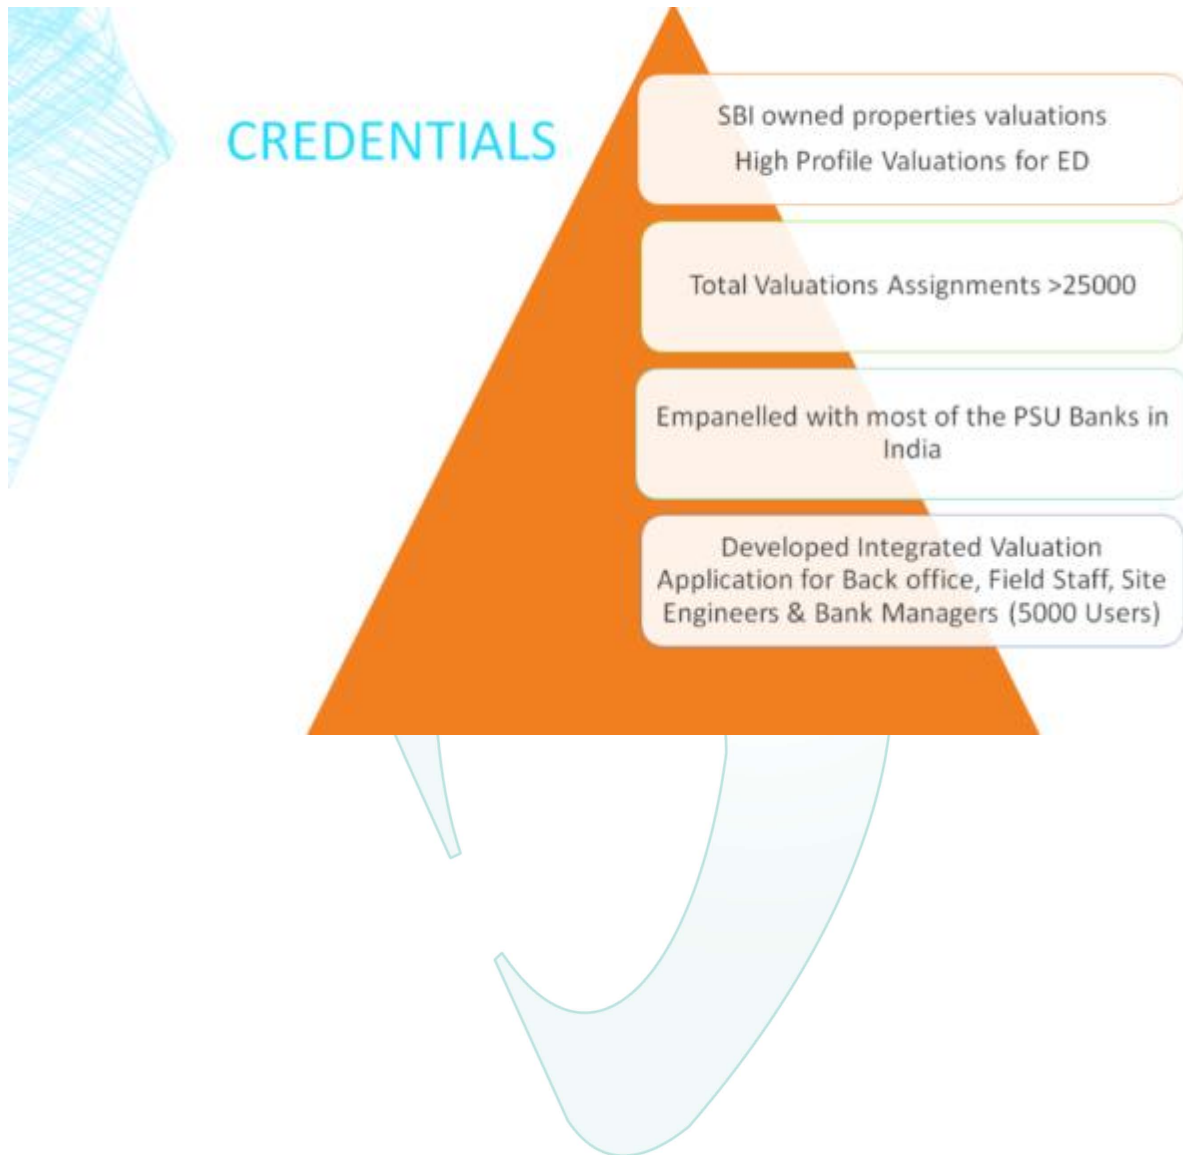 CREDENTIALS
SBI owned properties valuations
High Profile Valuations for ED
Total Valuations Assignments >25000
Empanelled with most of the PSU Banks in
India
Developed Integrated Valuation
Application for Back office, Field Staff, Site
Engineers & Bank Managers (5000 Users)